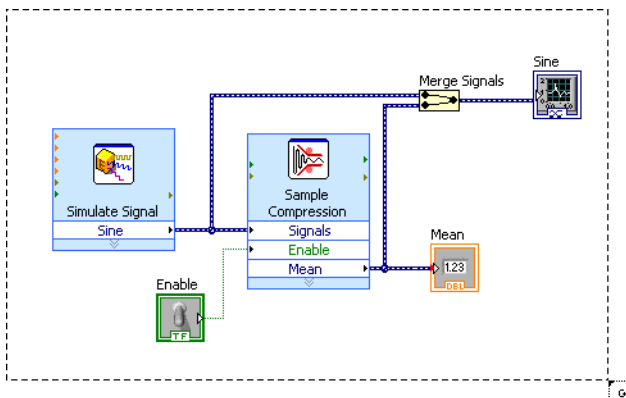 Sine
Merge Signals
Simulate Signal
Sine
Sample
Compression
Signals
Enable
Mean
Mean
1.23
DBL
Enable
TF